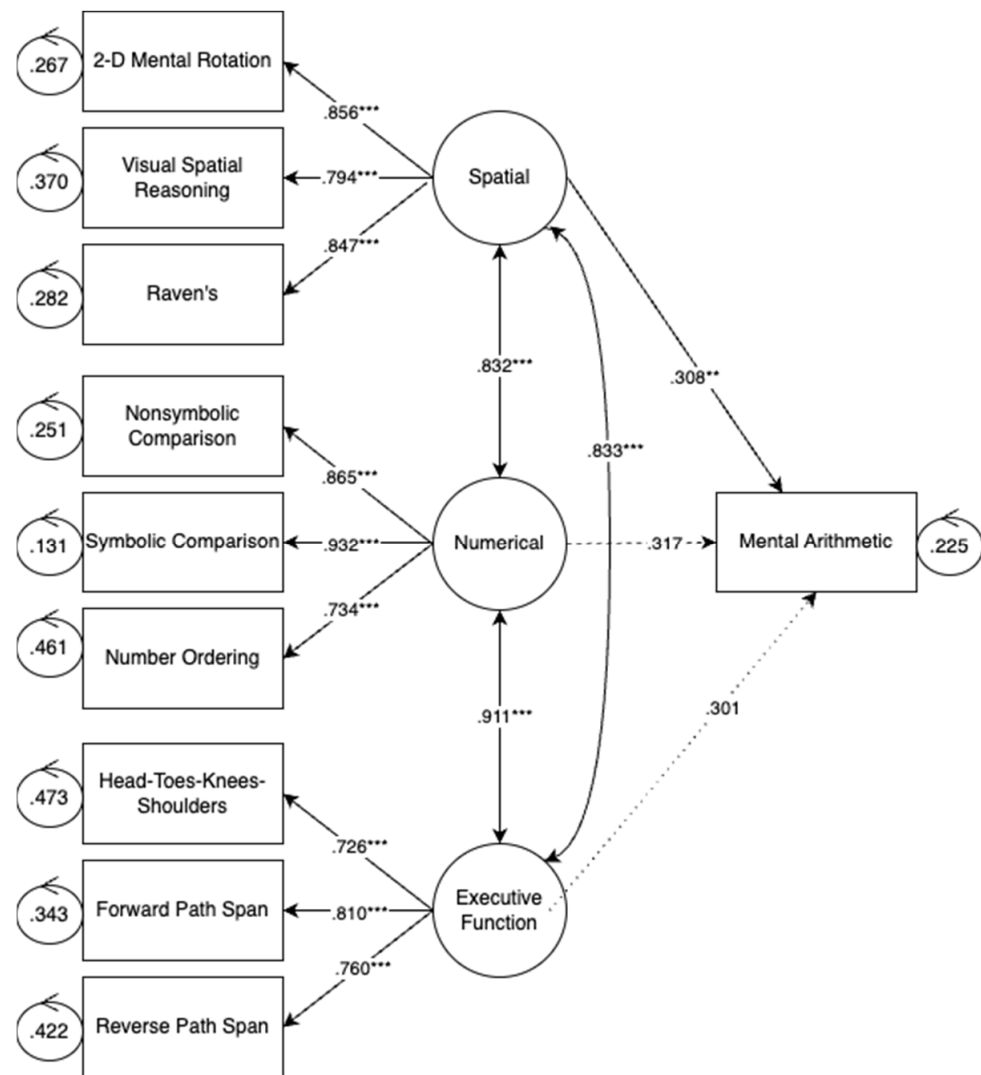 .267
2-D Mental Rotation
.856***
.370
Visual Spatial
Reasoning
.794***
Spatial
.847***
.282
Raven's
.832***
.308**
.251
Nonsymbolic
Comparison
.833***
.865***
.131
Symbolic Comparison
.932***
Numerical
.317
Mental Arithmetic
.225
.734***
.461
Number Ordering
.911***
.301
.473
Head-Toes-Knees-
Shoulders
.726***
.343
Forward Path Span
.810***
Executive
Function
.760***
.422
Reverse Path Span